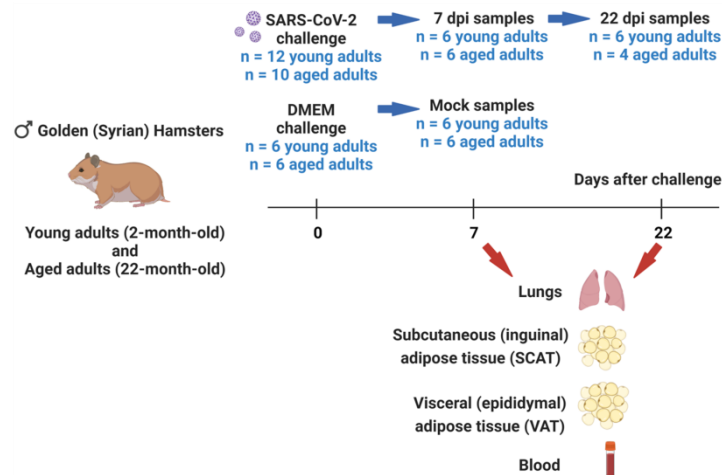 SARS-CoV-2
challenge
n = 12 young adults
n = 10 aged adults
7 dpi samples
n = 6 young adults
n = 6 aged adults
22 dpi samples
n = 6 young adults
n = 4 aged adults
DMEM
challenge
n = 6 young adults
n = 6 aged adults
Mock samples
n = 6 young adults
n = 6 aged adults
♂ Golden (Syrian) Hamsters
Young adults (2-month-old)
and
Aged adults (22-month-old)
Days after challenge
0
7
22
Lungs
Subcutaneous (inguinal)
adipose tissue (SCAT)
Visceral (epididymal)
adipose tissue (VAT)
Blood